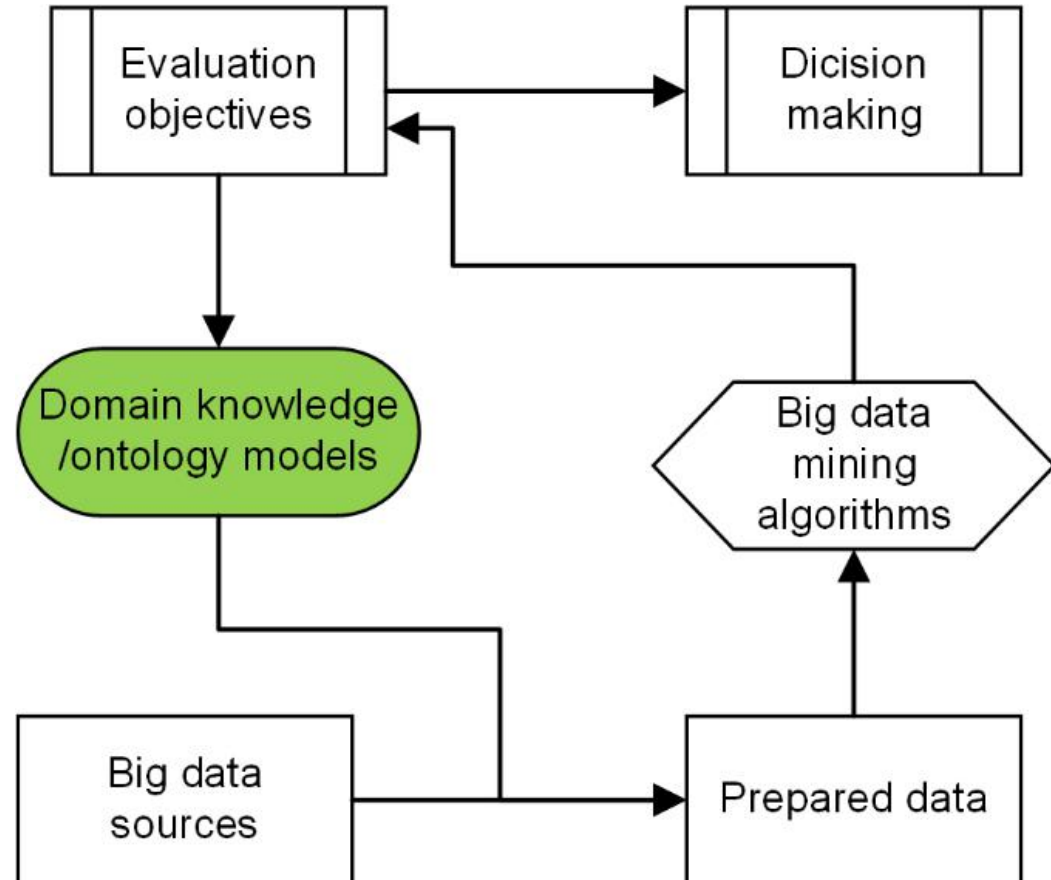 Evaluation
objectives
Dicision
making
Domain knowledge
/ontology models
Big data
mining
algorithms
Big data
sources
Prepared data